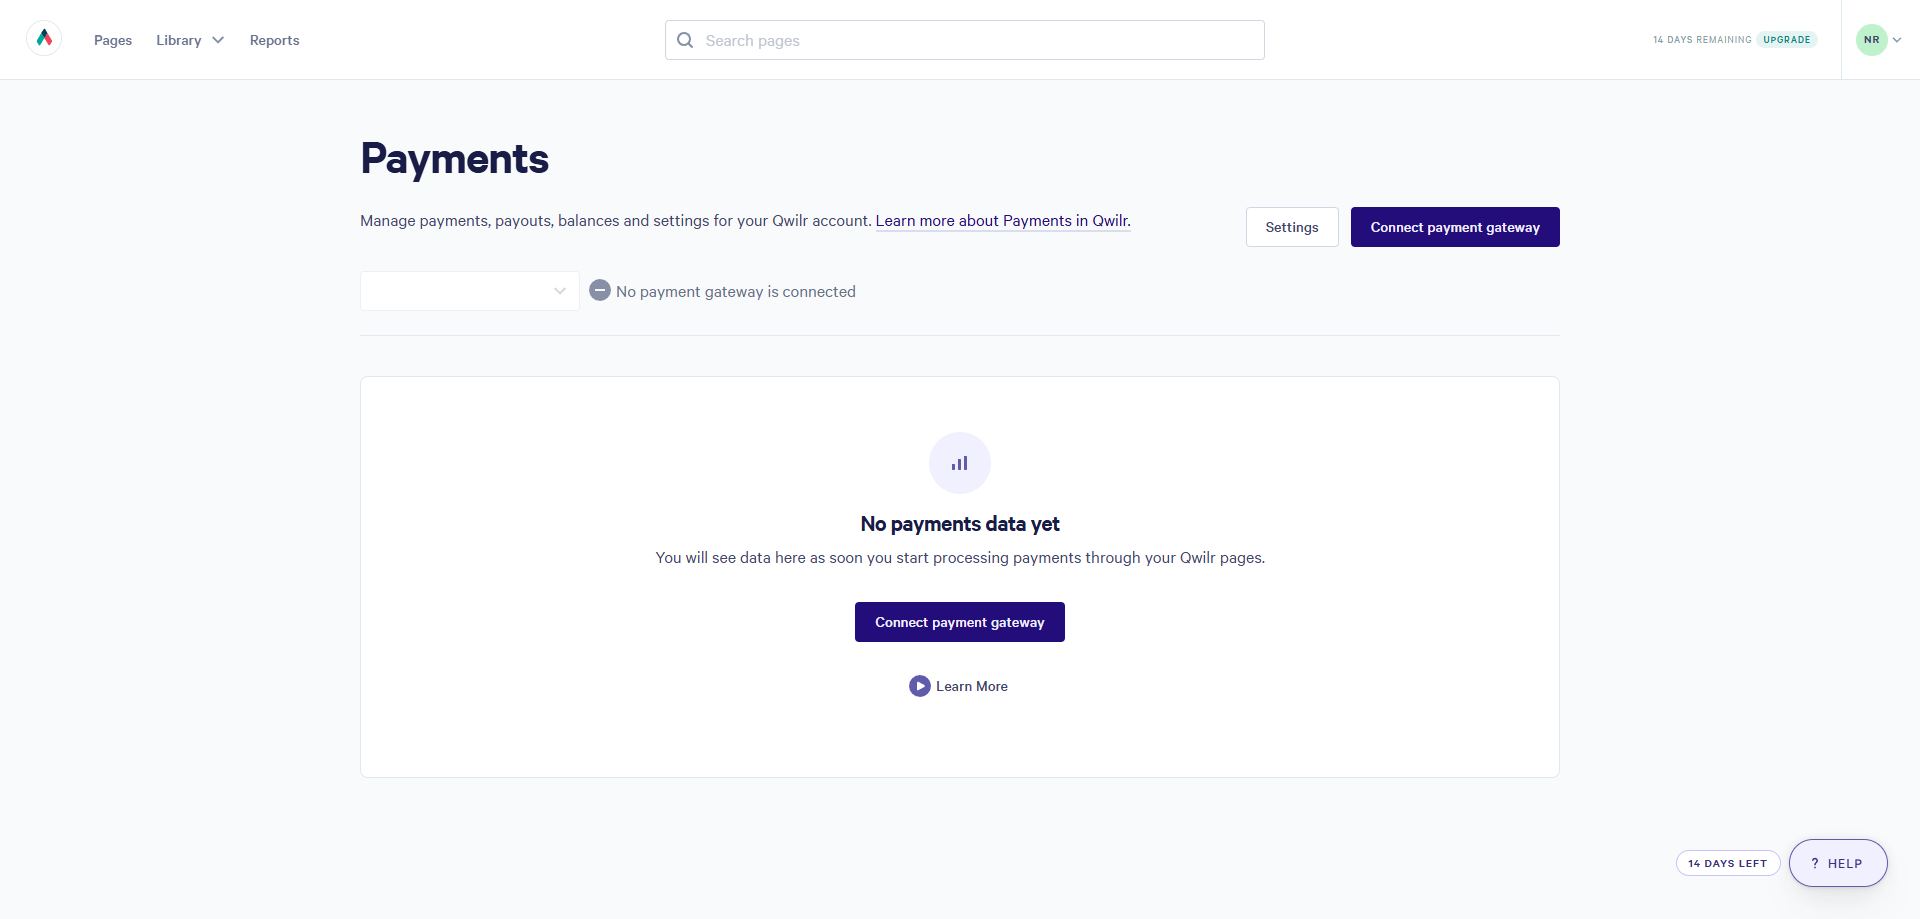 Pages
Library
Reports
Search pages
14 DAYS REMAINING
UPGRADE
NR
Payments
Manage payments, payouts, balances and settings for your Qwilr account. Learn more about Payments in Qwilr.
Settings
Connect payment gateway
No payment gateway is connected
No payments data yet
You will see data here as soon you start processing payments through your Qwilr pages.
Connect payment gateway
Learn More
14 DAYS LEFT
? HELP